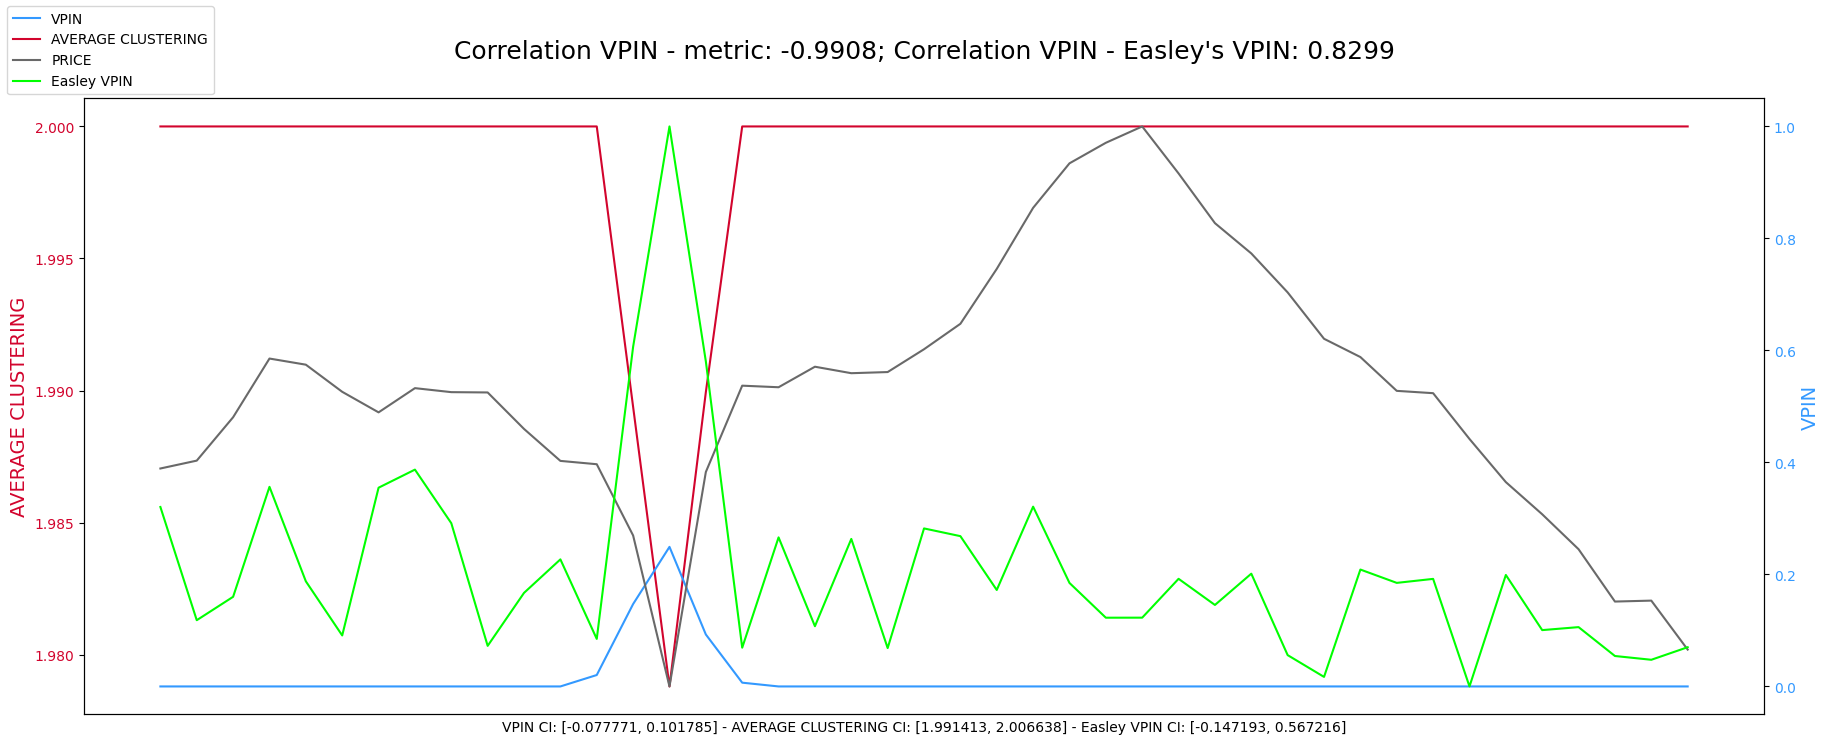 VPIN
AVERAGE CLUSTERING
PRICE
Easley VPIN
Correlation VPIN - metric: -0.9908; Correlation VPIN - Easley's VPIN: 0.8299
2.000
1.995
1.990
1.985
1.980
AVERAGE CLUSTERING
1.0
0.8
0.6
0.4
0.2
0.0
VPIN
VPIN CI: [-0.077771, 0.101785] - AVERAGE CLUSTERING CI: [1.991413, 2.006638] - Easley VPIN CI: [-0.147193, 0.567216]